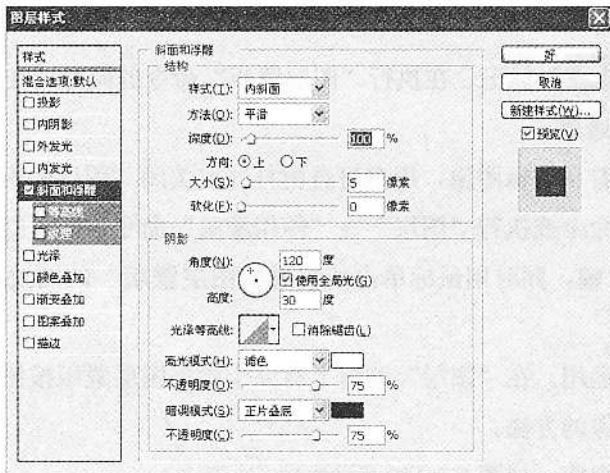 图层样式
样式
混合选项:默认
投影
内阴影
外发光
内发光
斜面和浮雕
等高线
纹理
光泽
颜色叠加
渐变叠加
图案叠加
描边
斜面和浮雕
结构
样式(T): 内斜面
方法(Q): 平滑
深度(D): 100 %
方向: 上 下
大小(S): 5 像素
软化(F): 0 像素
阴影
角度(N): 120 度
使用全局光(G)
高度: 30 度
光泽等高线: 消除锯齿(L)
高光模式(H): 滤色
不透明度(O): 75 %
暗调模式(S): 正片叠底
不透明度(C): 75 %
好
取消
新建样式(W)...
预览(V)